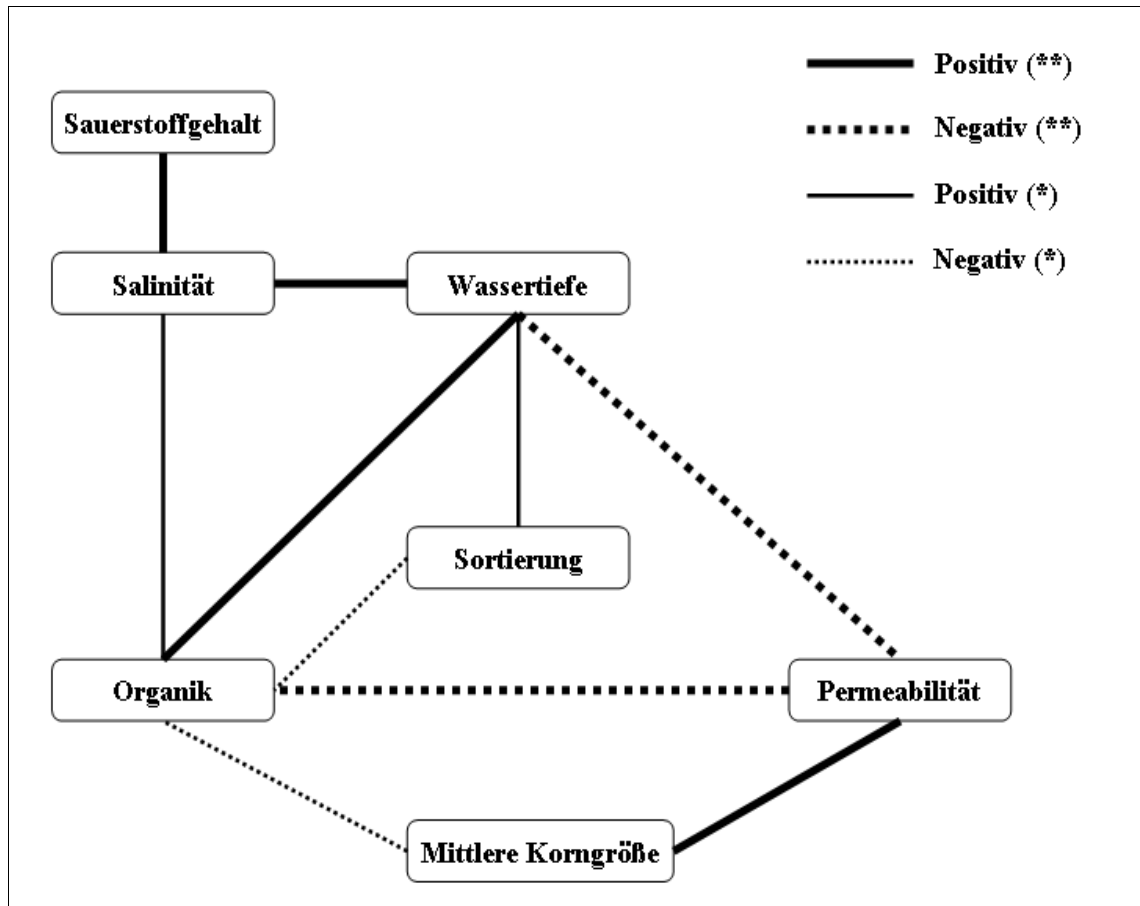 Positiv (**)
Sauerstoffgehalt
Negativ (**)
Positiv (*)
Negativ (*)
Salinität
Wassertiefe
Sortierung
Organik
Permeabilität
Mittlere Korngröße